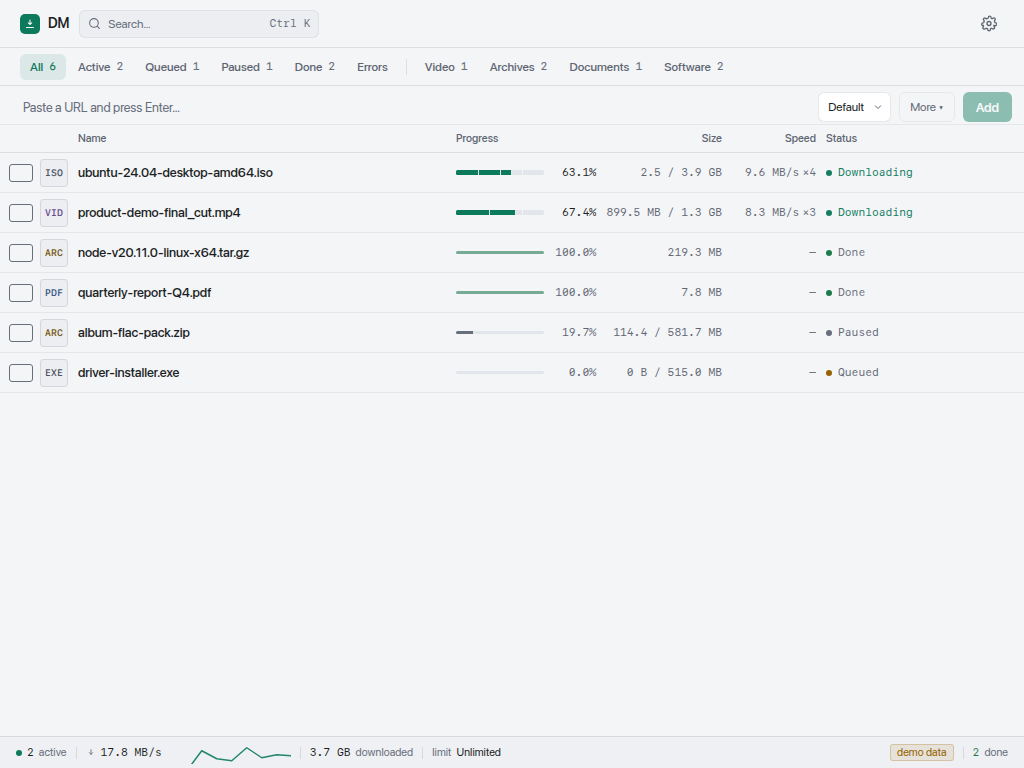 DM Search... Ctrl K
All 6 Active 2 Queued 1 Paused 1 Done 2 Errors Video 1 Archives 2 Documents 1 Software 2
Paste a URL and press Enter... Default More Add
Name Progress Size Speed Status
ISO ubuntu-24.04-desktop-amd64.iso 63.1% 2.5 / 3.9 GB 9.6 MB/s ×4 Downloading
VID product-demo-final_cut.mp4 67.4% 899.5 MB / 1.3 GB 8.3 MB/s ×3 Downloading
ARC node-v20.11.0-linux-x64.tar.gz 100.0% 219.3 MB — Done
PDF quarterly-report-Q4.pdf 100.0% 7.8 MB — Done
ARC album-flac-pack.zip 19.7% 114.4 / 581.7 MB — Paused
EXE driver-installer.exe 0.0% 0 B / 515.0 MB — Queued
2 active ↓ 17.8 MB/s 3.7 GB downloaded limit Unlimited demo data 2 done